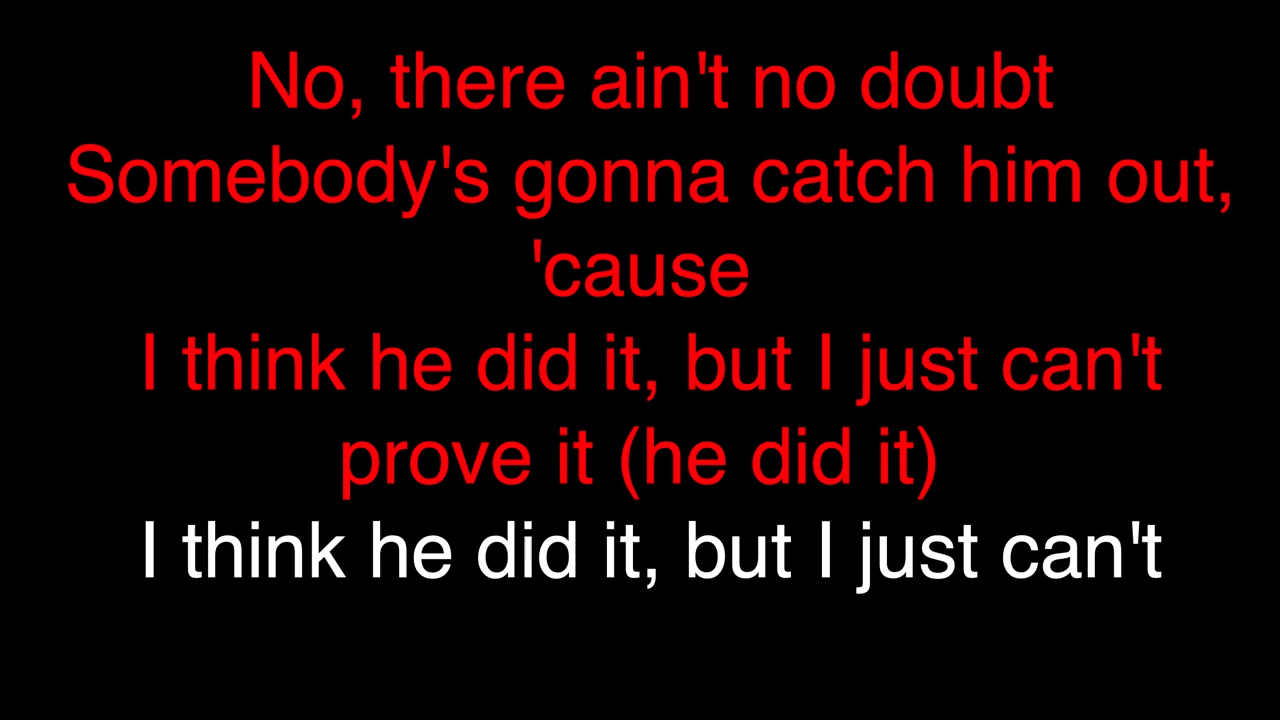 No, there ain't no doubt
Somebody's gonna catch him out,
'cause
I think he did it, but I just can't
prove it (he did it)
I think he did it, but I just can't